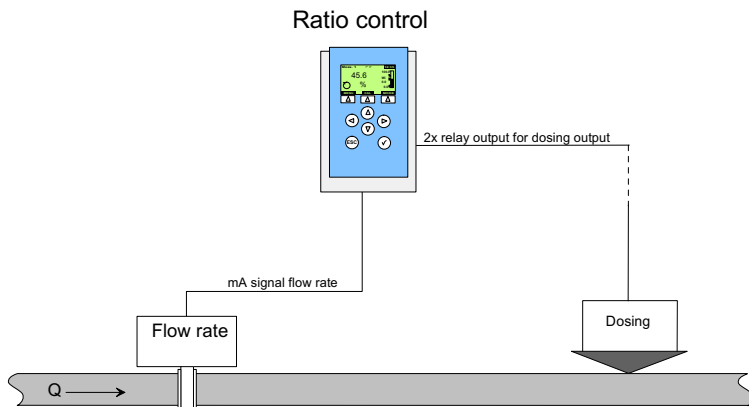 Ratio control
45.6
%
ESC
2x relay output for dosing output
mA signal flow rate
Flow rate
Dosing
Q